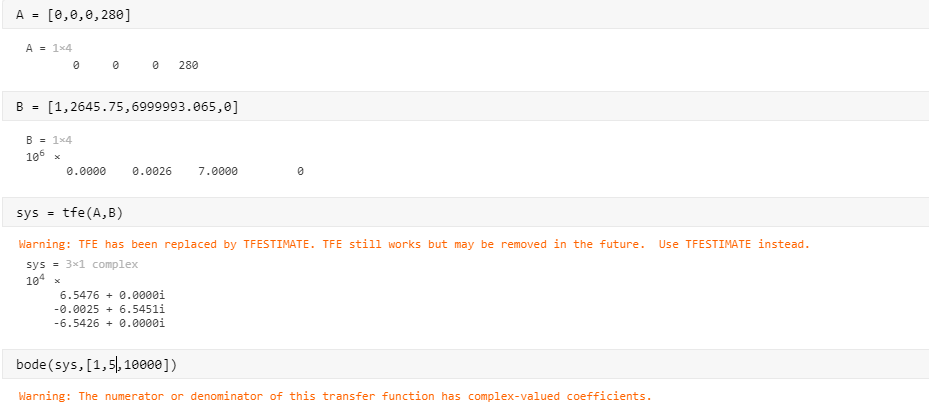 A = [0,0,0,280]
A = 1×4
0 0 0 280
B = [1,2645.75,6999993.065,0]
B = 1×4
10⁶ ×
0.0000 0.0026 7.0000 0
sys = tfe(A,B)
Warning: TFE has been replaced by TFESTIMATE. TFE still works but may be removed in the future.  Use TFESTIMATE instead.
sys = 3×1 complex
10⁴ ×
6.5476 + 0.0000i
-0.0025 + 6.5451i
-6.5426 + 0.0000i
bode(sys,[1,5,10000])
Warning: The numerator or denominator of this transfer function has complex-valued coefficients.